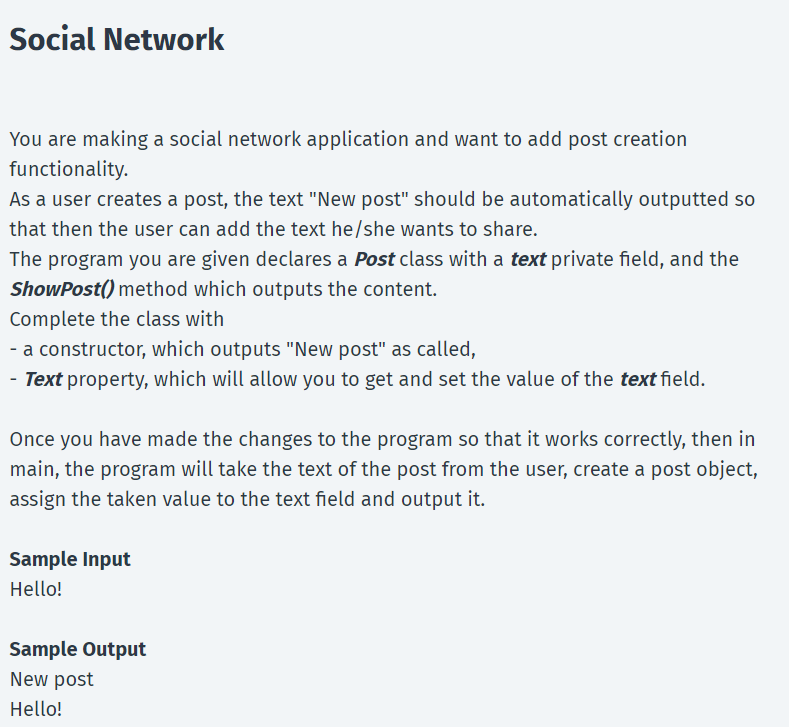 Social Network
You are making a social network application and want to add post creation
functionality.
As a user creates a post, the text "New post" should be automatically outputted so
that then the user can add the text he/she wants to share.
The program you are given declares a Post class with a text private field, and the
ShowPost() method which outputs the content.
Complete the class with
- a constructor, which outputs "New post" as called,
- Text property, which will allow you to get and set the value of the text field.
Once you have made the changes to the program so that it works correctly, then in
main, the program will take the text of the post from the user, create a post object,
assign the taken value to the text field and output it.
Sample Input
Hello!
Sample Output
New post
Hello!